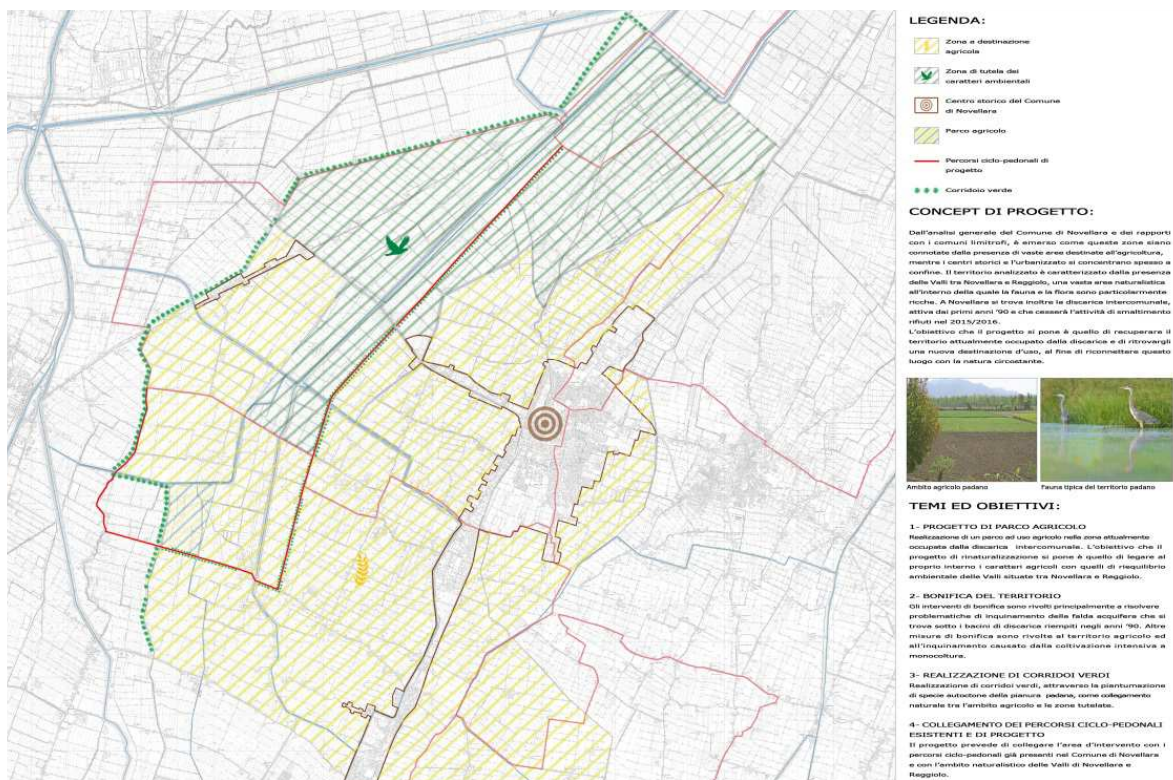 LEGENDA:
Zona a destinazione
agricola
Zona di tutela dei
caratteri ambientali
Centro storico del Comune
di Novellara
Parco agricolo
Percorsi ciclo-pedonali di
progetto
Corridoio verde
CONCEPT DI PROGETTO:
Dall'analisi generale del Comune di Novellara e dei rapporti
con i comuni limitrofi, è emerso come queste zone siano
connotate dalla presenza di vaste aree destinate all'agricoltura,
mentre i centri storici e l'urbanizzato si concentrano spesso a
confine. Il territorio analizzato è caratterizzato dalla presenza
delle Valli tra Novellara e Reggiolo, una vasta area naturalistica
all'interno della quale la fauna e la flora sono particolarmente
ricche. A Novellara si trova inoltre la discarica intercomunale,
attiva dai primi anni '90 e che cesserà l'attività di smaltimento
rifiuti nel 2015/2016.
L'obiettivo che il progetto si pone è quello di recuperare il
territorio attualmente occupato dalla discarica e di ritrovargli
una nuova destinazione d'uso, al fine di riconnettere questo
luogo con la natura circostante.
Ambito agricolo padano
Fauna tipica del territorio padano
TEMI ED OBIETTIVI:
1- PROGETTO DI PARCO AGRICOLO
Realizzazione di un parco ad uso agricolo nella zona attualmente
occupata dalla discarica intercomunale. L'obiettivo che il
progetto di rinaturalizzazione si pone è quello di legare al
proprio interno i caratteri agricoli con quelli di riequilibrio
ambientale delle Valli situate tra Novellara e Reggiolo.
2- BONIFICA DEL TERRITORIO
Gli interventi di bonifica sono rivolti principalmente a risolvere
problematiche di inquinamento della falda acquifera che si
trova sotto i bacini di discarica riempiti negli anni '90. Altre
misure di bonifica sono rivolte al territorio agricolo ed
all'inquinamento causato dalla coltivazione intensiva a
monocolture.
3- REALIZZAZIONE DI CORRIDOI VERDI
Realizzazione di corridoi verdi, attraverso la piantumazione
di specie autoctone della pianura padana, come collegamento
naturale tra l'ambito agricolo e le zone tutelate.
4- COLLEGAMENTO DEI PERCORSI CICLO-PEDONALI
ESISTENTI E DI PROGETTO
Il progetto prevede di collegare l'area d'intervento con i
percorsi ciclo-pedonali già presenti nel Comune di Novellara
e con l'ambito naturalistico delle Valli di Novellara e
Reggiolo.